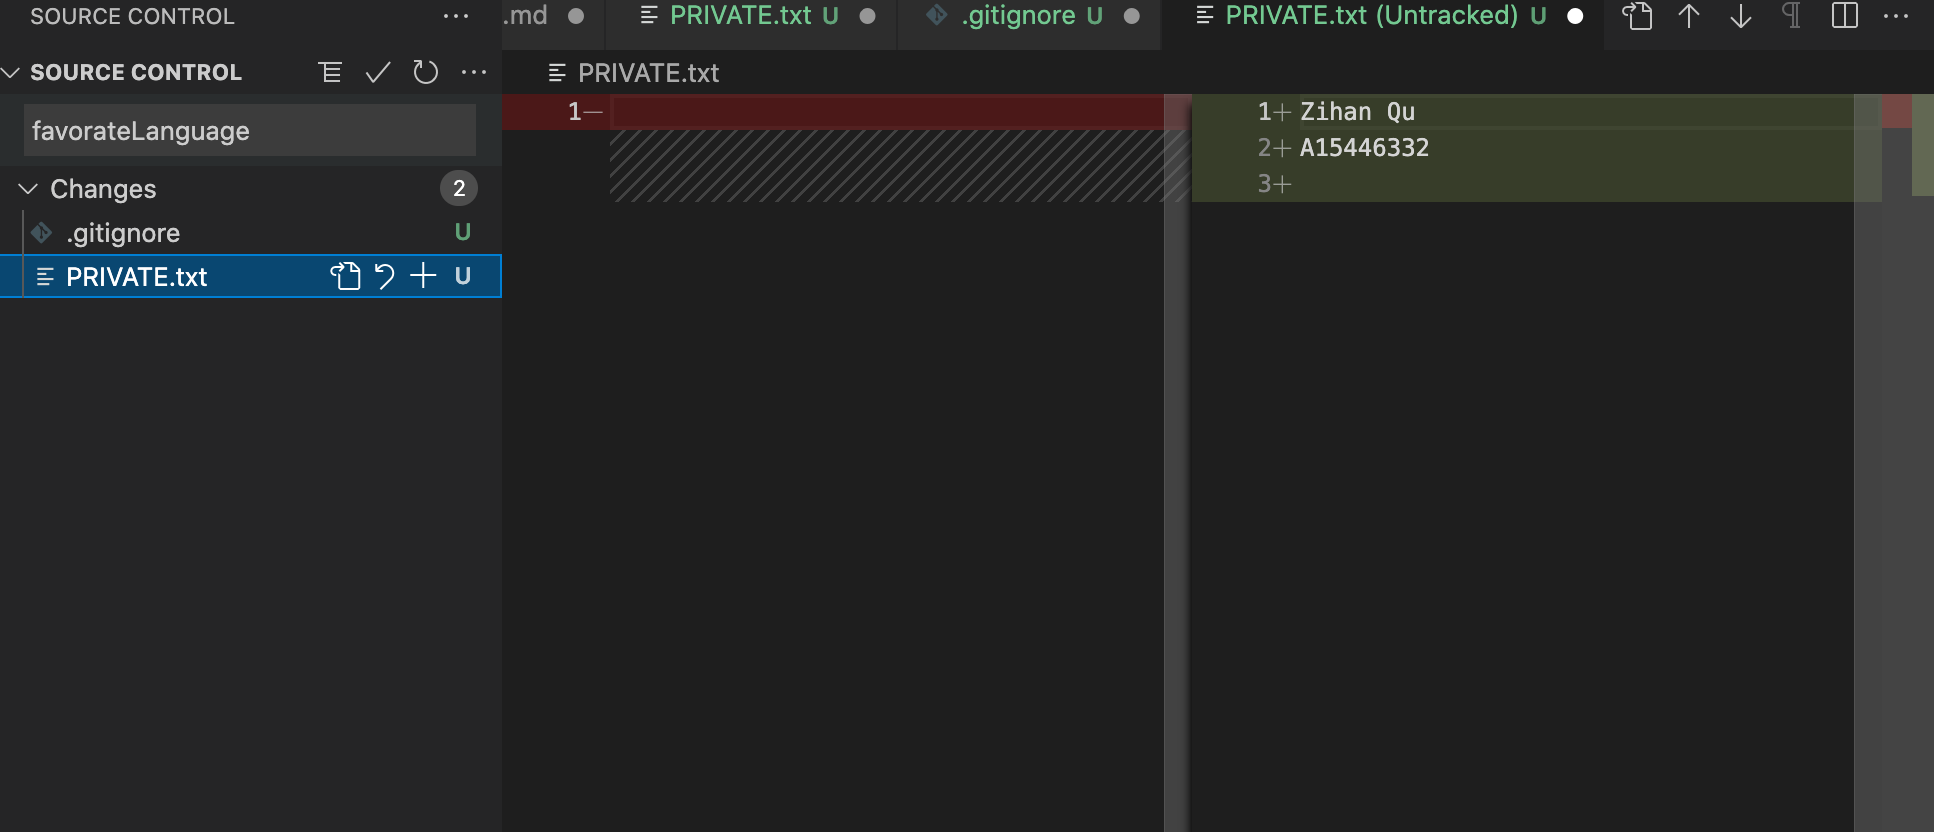 SOURCE CONTROL
.md
PRIVATE.txt U
.gitignore U
PRIVATE.txt (Untracked) U
SOURCE CONTROL
PRIVATE.txt
favorateLanguage
Changes 2
.gitignore U
PRIVATE.txt U
1—
1+ Zihan Qu
2+ A15446332
3+